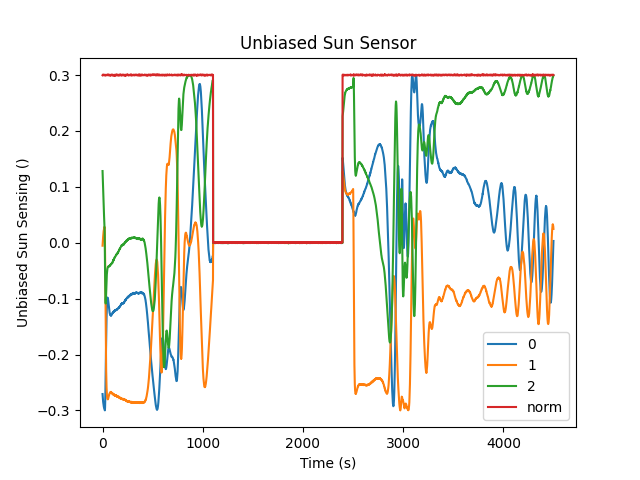 Unbiased Sun Sensor
Unbiased Sun Sensing ()
0.3
0.2
0.1
0.0
−0.1
−0.2
−0.3
0
1
2
norm
0 1000 2000 3000 4000
Time (s)